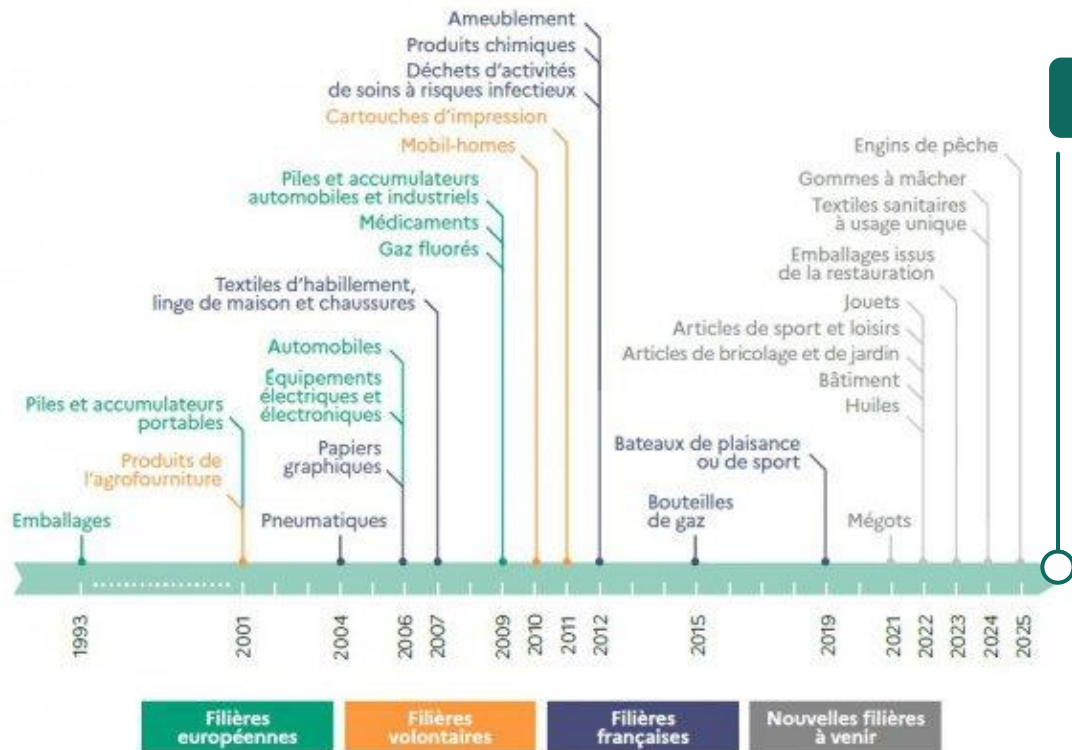 Ameublement
Produits chimiques
Déchets d'activités
de soins à risques infectieux
Cartouches d'impression
Mobil-homes
Piles et accumulateurs
automobiles et industriels
Médicaments
Gaz fluorés
Textiles d'habillement,
linge de maison et chaussures
Automobiles
Équipements
électriques et
électroniques
Piles et accumulateurs
portables
Papiers
graphiques
Produits de
l'agrofourniture
Emballages
Pneumatiques
Engins de pêche
Gommes à mâcher
Textiles sanitaires
à usage unique
Emballages issus
de la restauration
Jouets
Articles de sport et loisirs
Articles de bricolage et de jardin
Bâtiment
Huiles
Bateaux de plaisance
ou de sport
Bouteilles
de gaz
Mégots
1993
2001
2004
2006
2007
2009
2010
2011
2012
2015
2019
2021
2022
2023
2024
2025
Filières
européennes
Filières
volontaires
Filières
françaises
Nouvelles filières
à venir